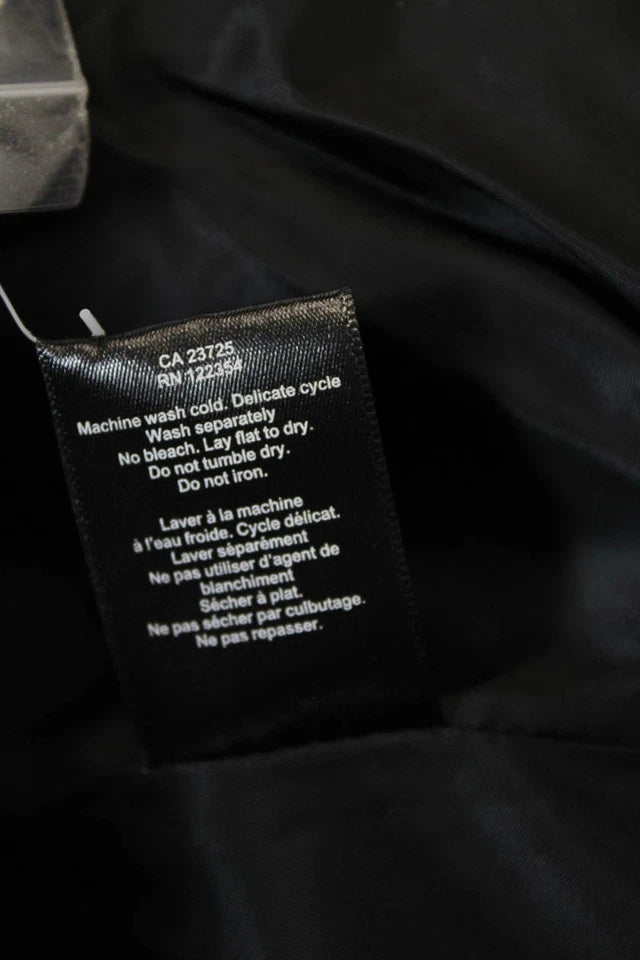 CA 23725
RN 122354
Machine wash cold. Delicate cycle
Wash separately
No bleach. Lay flat to dry.
Do not tumble dry.
Do not iron.
Laver à la machine
à l'eau froide. Cycle délicat.
Laver séparément
Ne pas utiliser d'agent de
blanchiment
Sécher à plat.
Ne pas sécher par culbutage.
Ne pas repasser.